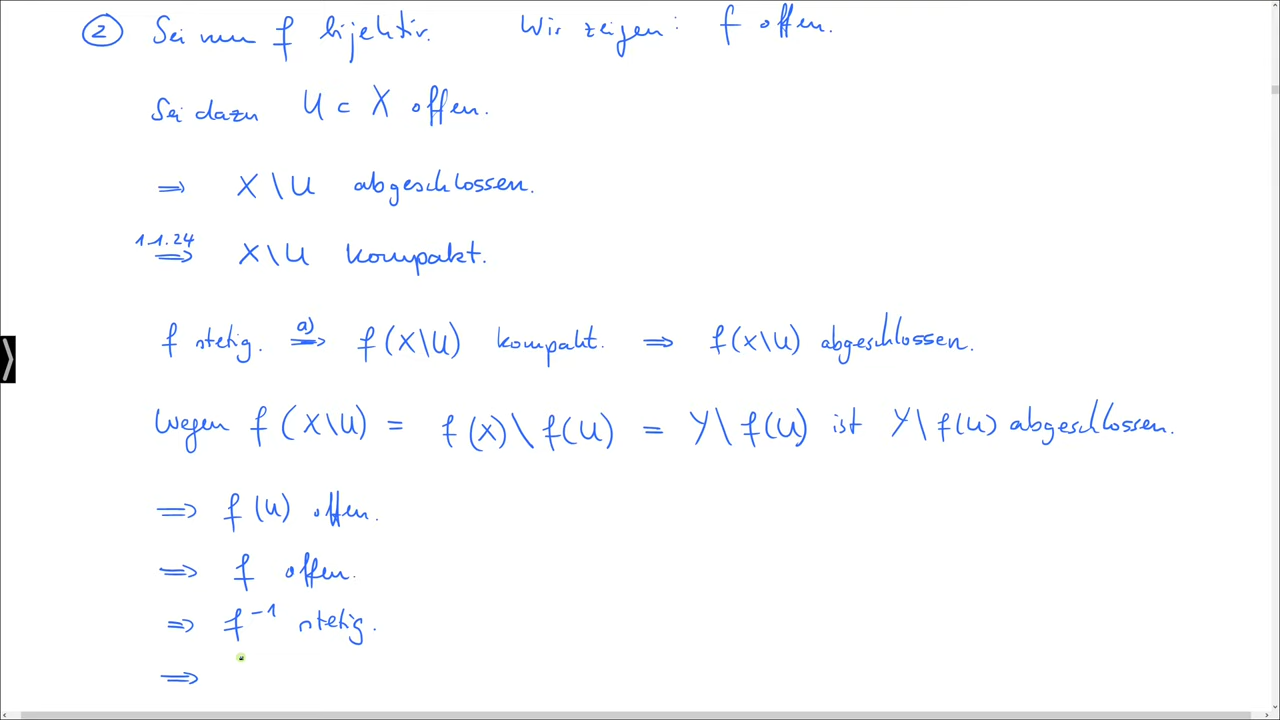 ② Sei nun f bijektiv. Wir zeigen: f offen.
Sei dazu U ⊂ X offen.
⇒ X \ U abgeschlossen.
1.1.24
⇒ X \ U kompakt.
a)
f stetig. ⇒ f(X\U) kompakt. ⇒ f(X\U) abgeschlossen.
Wegen f(X\U) = f(X) \ f(U) = Y \ f(U) ist Y \ f(U) abgeschlossen.
⇒ f(U) offen.
⇒ f offen.
⇒ f⁻¹ stetig.
⇒